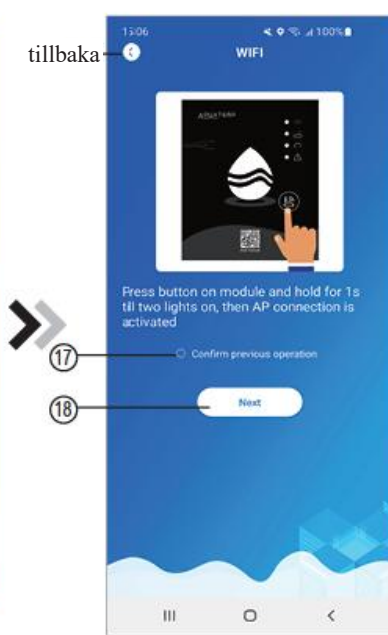 15:06
100%
tillbaka
WIFI
Press button on module and hold for 1s
till two lights on, then AP connection is
activated
17
Confirm previous operation
18
Next